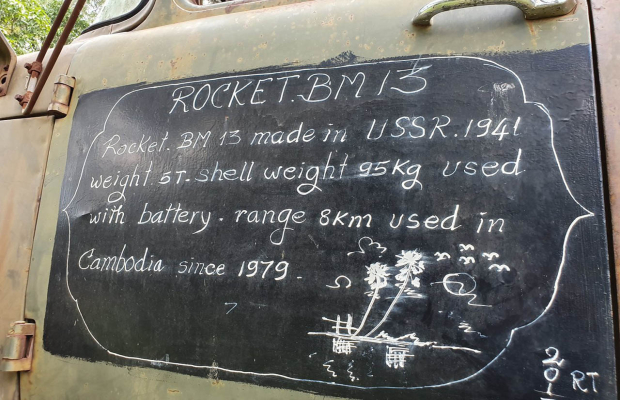 ROCKET.BM 13
Rocket. BM 13 made in USSR. 1941
weight 5T. shell weight 95Kg used
with battery. range 8Km used in
Cambodia since 1979.
RT